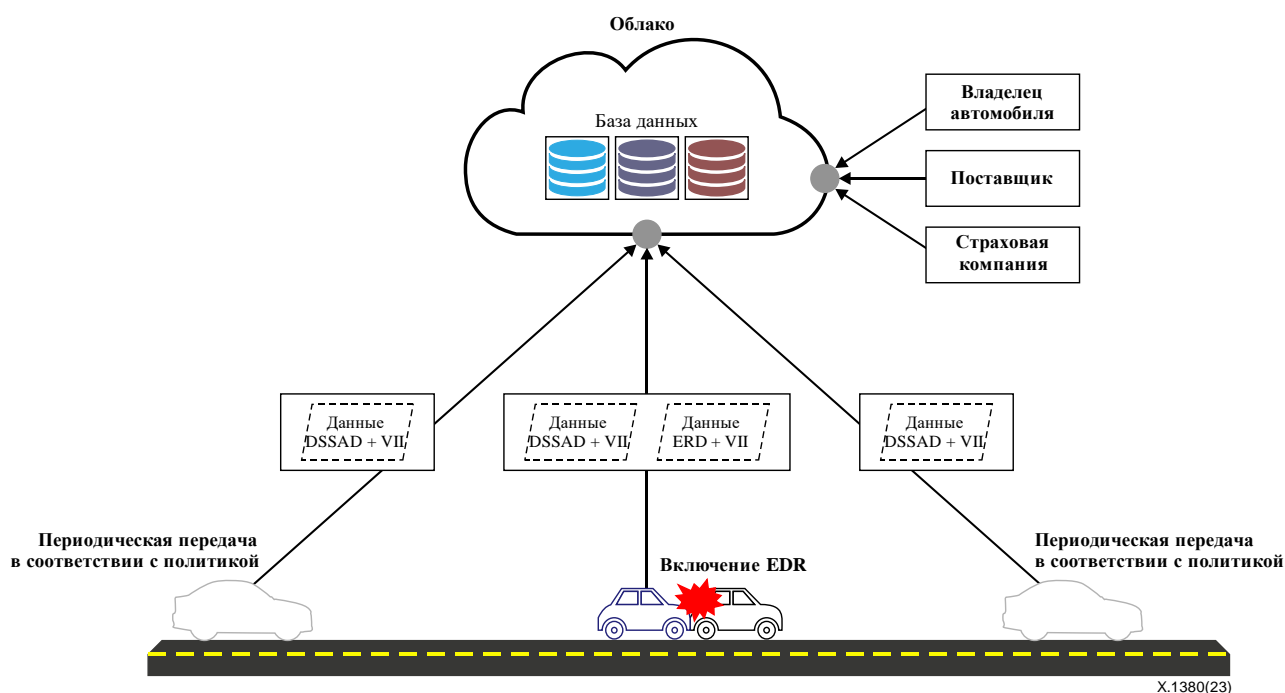 Облако
База данных
Владелец
автомобиля
Поставщик
Страховая
компания
Данные
DSSAD + VII
Данные
DSSAD + VII
Данные
ERD + VII
Данные
DSSAD + VII
Периодическая передача
в соответствии с политикой
Включение EDR
Периодическая передача
в соответствии с политикой
X.1380(23)